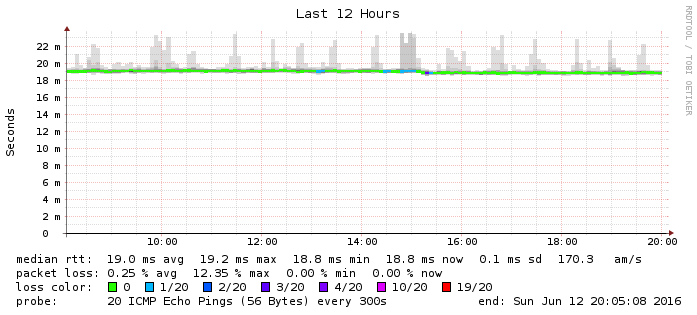 Last 12 Hours
RRDTOOL / TOBI OETIKER
Seconds
22 m
20 m
18 m
16 m
14 m
12 m
10 m
8 m
6 m
4 m
2 m
0
10:00 12:00 14:00 16:00 18:00 20:00
median rtt: 19.0 ms avg 19.2 ms max 18.8 ms min 18.8 ms now 0.1 ms sd 170.3 am/s
packet loss: 0.25 % avg 12.35 % max 0.00 % min 0.00 % now
loss color: 0 1/20 2/20 3/20 4/20 10/20 19/20
probe: 20 ICMP Echo Pings (56 Bytes) every 300s end: Sun Jun 12 20:05:08 2016